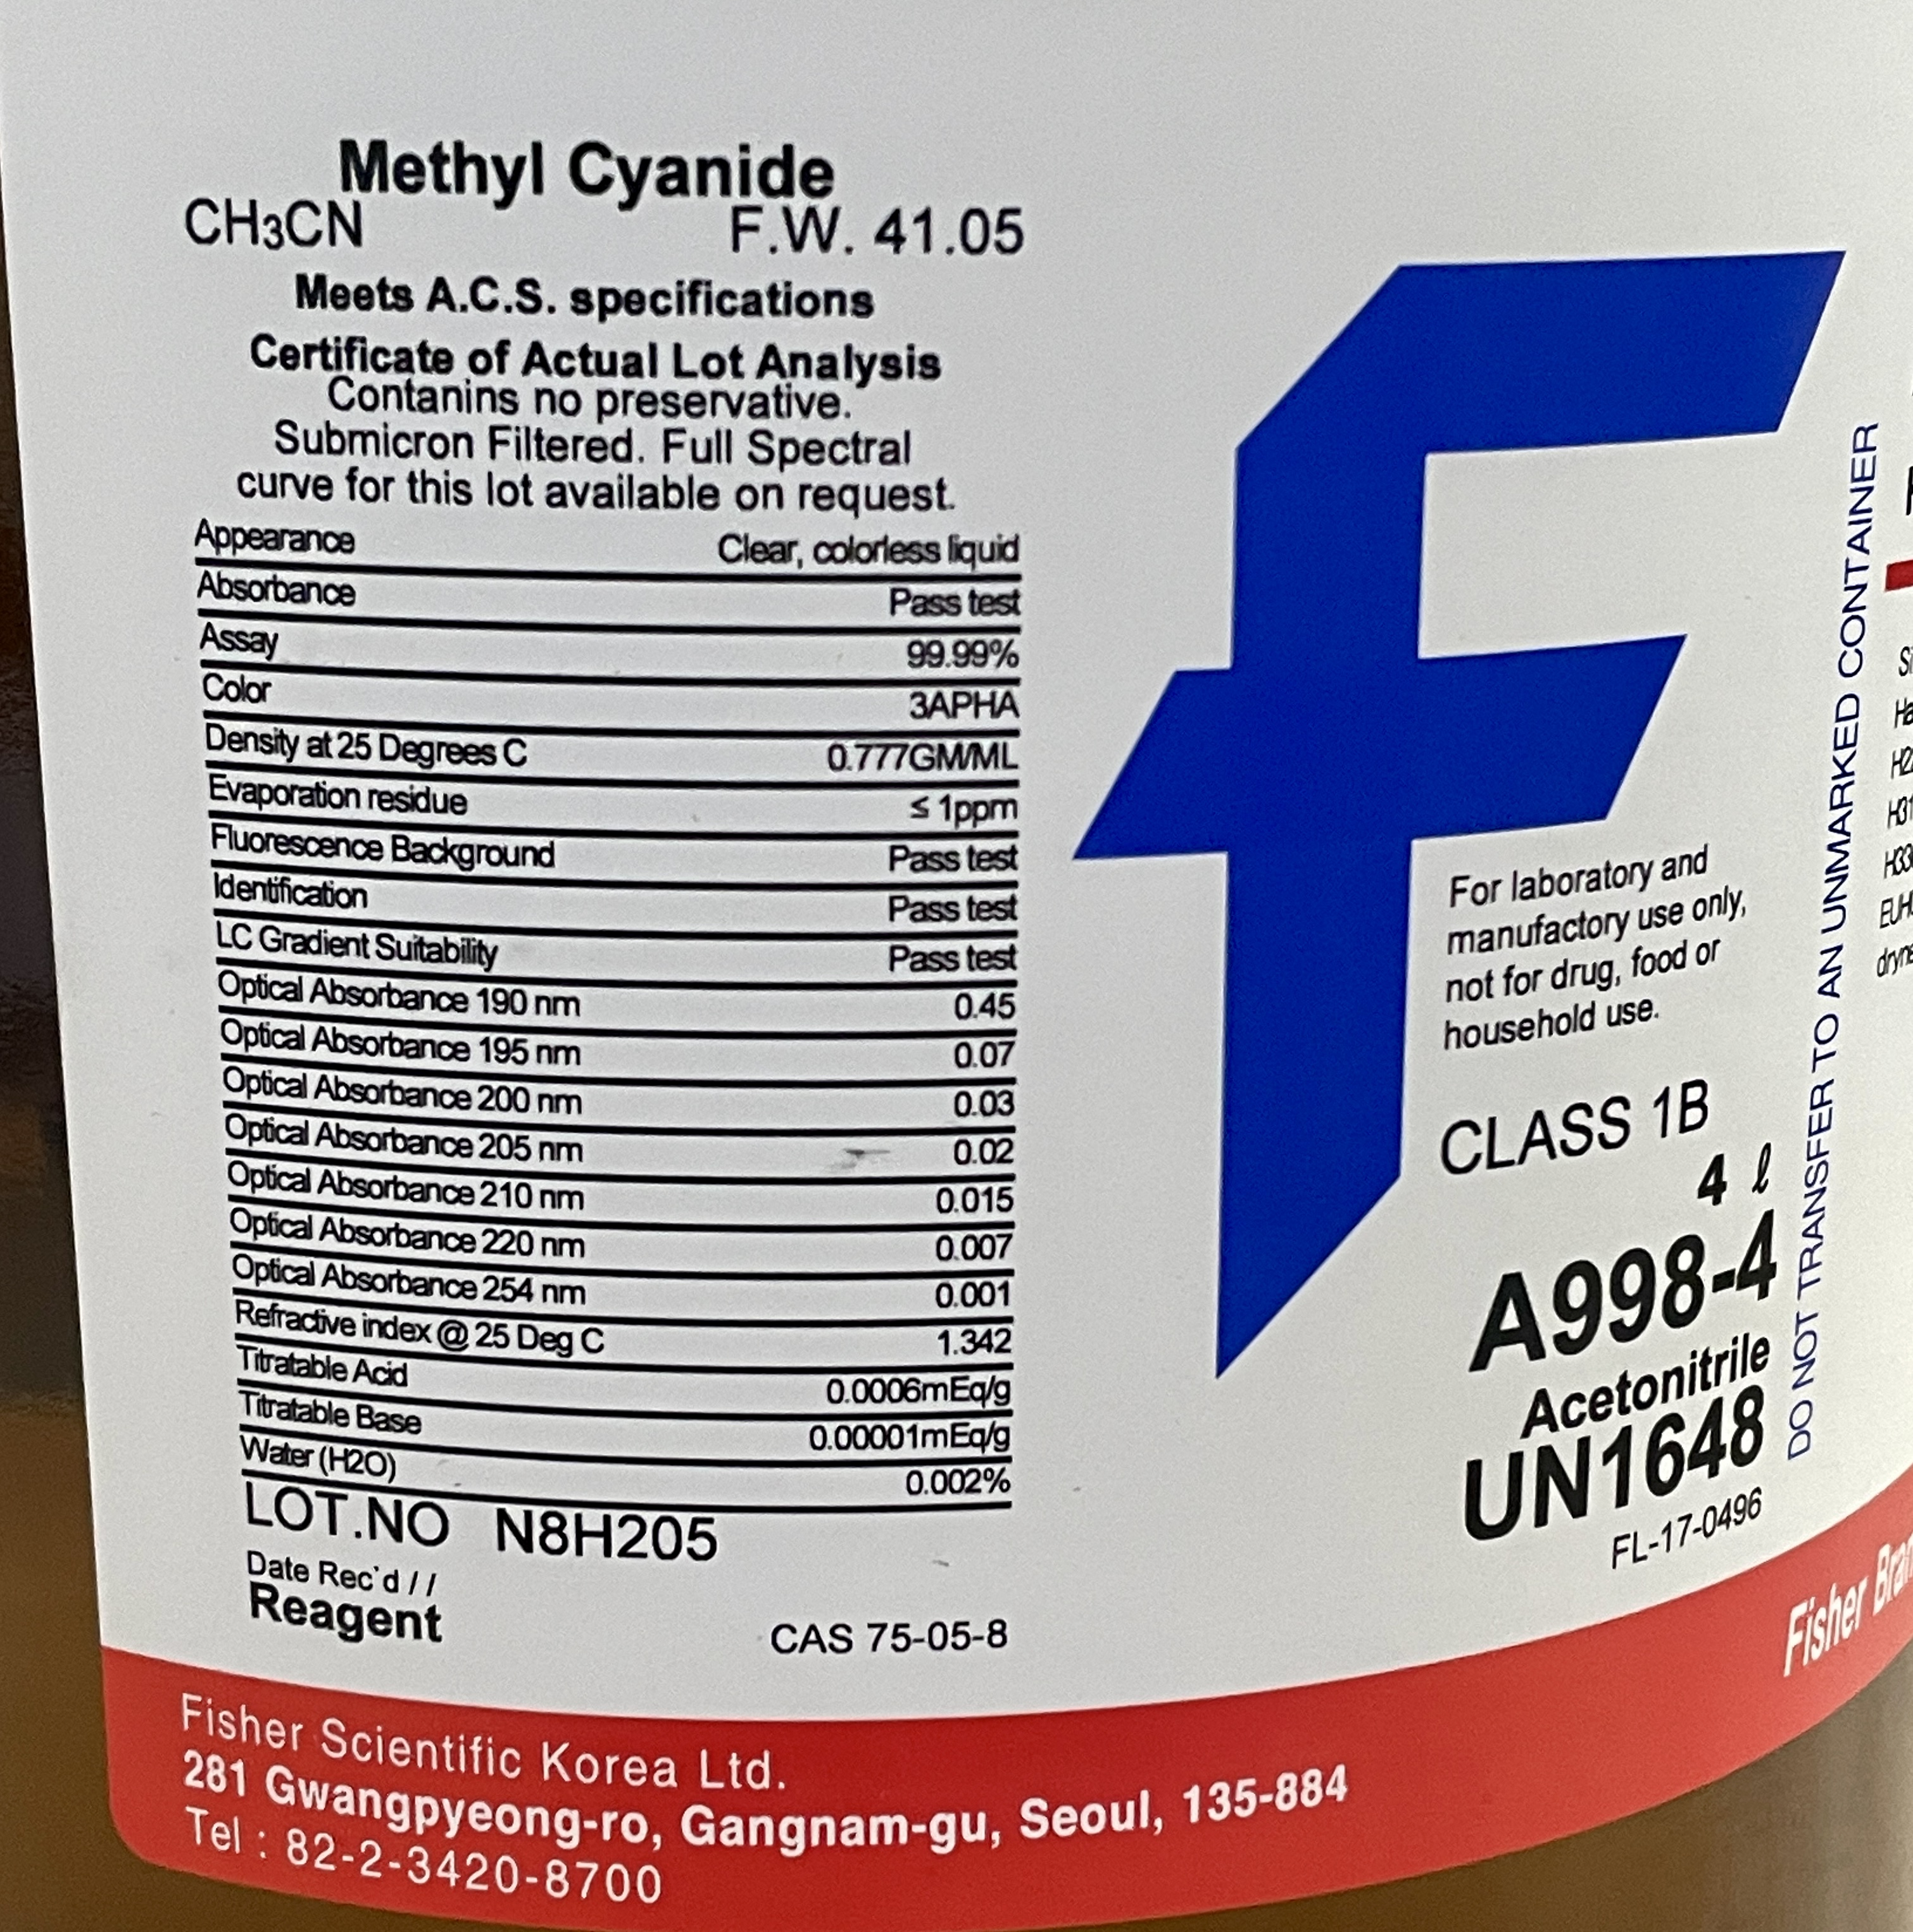 Methyl Cyanide
CH3CN F.W. 41.05
Meets A.C.S. specifications
Certificate of Actual Lot Analysis
Contanins no preservative.
Submicron Filtered. Full Spectral
curve for this lot available on request.
Appearance Clear, colorless liquid
Absorbance Pass test
Assay 99.99%
Color 3APHA
Density at 25 Degrees C 0.777GM/ML
Evaporation residue ≤ 1ppm
Fluorescence Background Pass test
Identification Pass test
LC Gradient Suitability Pass test
Optical Absorbance 190 nm 0.45
Optical Absorbance 195 nm 0.07
Optical Absorbance 200 nm 0.03
Optical Absorbance 205 nm 0.02
Optical Absorbance 210 nm 0.015
Optical Absorbance 220 nm 0.007
Optical Absorbance 254 nm 0.001
Refractive index @ 25 Deg C 1.342
Titratable Acid 0.0006mEq/g
Titratable Base 0.00001mEq/g
Water (H2O) 0.002%
LOT.NO N8H205
Date Rec'd / /
Reagent
CAS 75-05-8
For laboratory and
manufactory use only,
not for drug, food or
household use.
CLASS 1B
4 ℓ
A998-4
Acetonitrile
UN1648
FL-17-0496
DO NOT TRANSFER TO AN UNMARKED CONTAINER
Fisher Scientific Korea Ltd.
281 Gwangpyeong-ro, Gangnam-gu, Seoul, 135-884
Tel : 82-2-3420-8700
Fisher